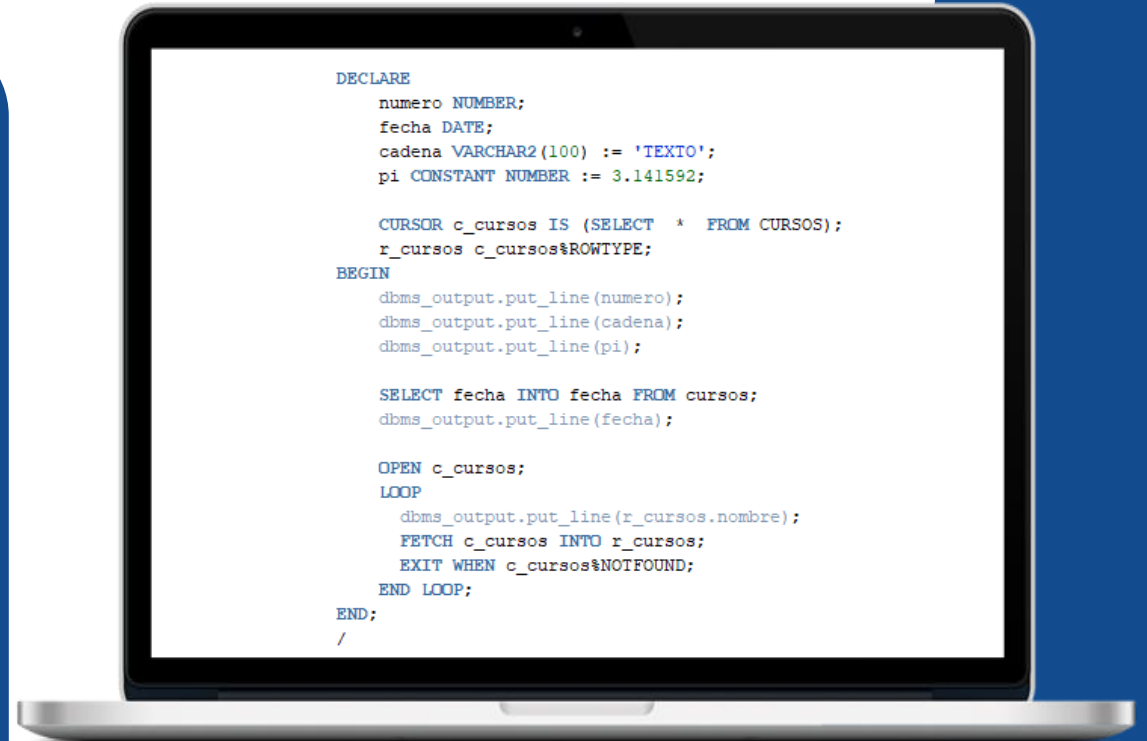 DECLARE
numero NUMBER;
fecha DATE;
cadena VARCHAR2(100) := 'TEXTO';
pi CONSTANT NUMBER := 3.141592;
CURSOR c_cursos IS (SELECT * FROM CURSOS);
r_cursos c_cursos%ROWTYPE;
BEGIN
dbms_output.put_line(numero);
dbms_output.put_line(cadena);
dbms_output.put_line(pi);
SELECT fecha INTO fecha FROM cursos;
dbms_output.put_line(fecha);
OPEN c_cursos;
LOOP
dbms_output.put_line(r_cursos.nombre);
FETCH c_cursos INTO r_cursos;
EXIT WHEN c_cursos%NOTFOUND;
END LOOP;
END;
/